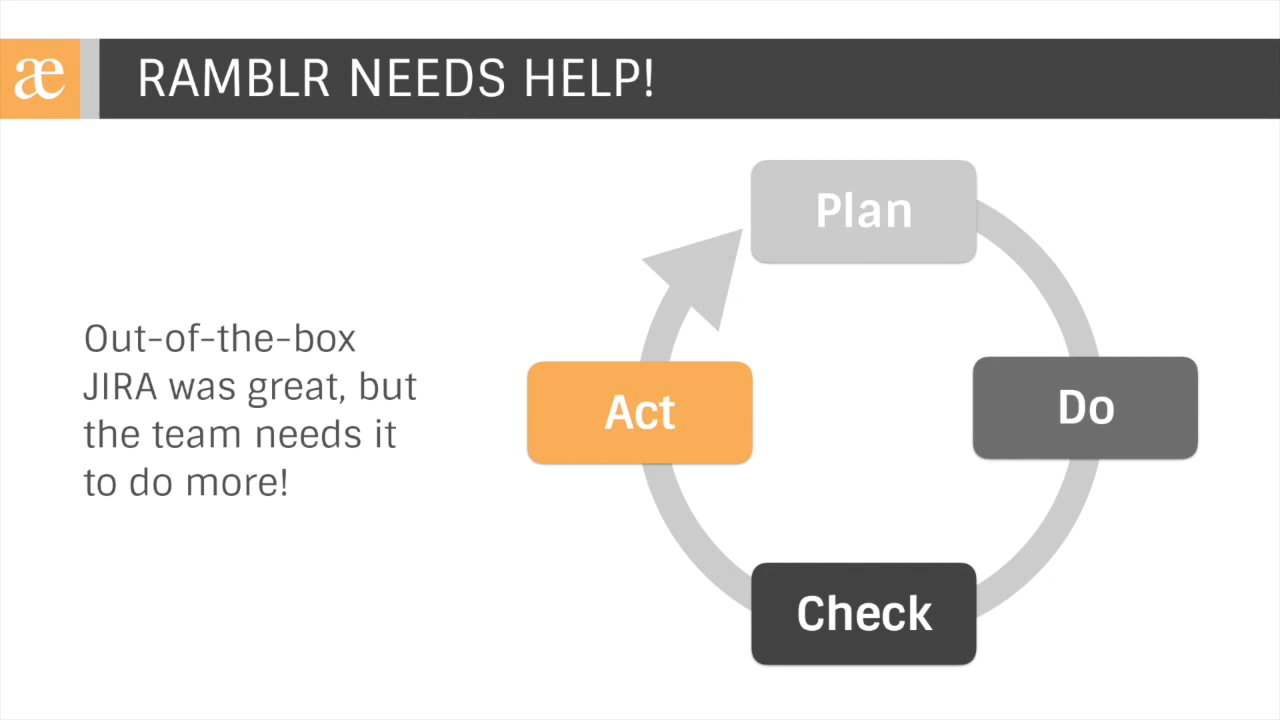 æ
RAMBLR NEEDS HELP!
Plan
Out-of-the-box
JIRA was great, but
the team needs it
to do more!
Act
Do
Check